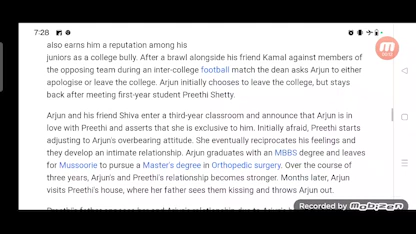 7:28
also earns him a reputation among his
juniors as a college bully. After a brawl alongside his friend Kamal against members of
the opposing team during an inter-college football match the dean asks Arjun to either
apologise or leave the college. Arjun initially chooses to leave the college, but stays
back after meeting first-year student Preethi Shetty.
Arjun and his friend Shiva enter a third-year classroom and announce that Arjun is in
love with Preethi and asserts that she is exclusive to him. Initially afraid, Preethi starts
adjusting to Arjun's overbearing attitude. She eventually reciprocates his feelings and
they develop an intimate relationship. Arjun graduates with an MBBS degree and leaves
for Mussoorie to pursue a Master's degree in Orthopedic surgery. Over the course of
three years, Arjun's and Preethi's relationship becomes stronger. Months later, Arjun
visits Preethi's house, where her father sees them kissing and throws Arjun out.
Recorded by Mobizen